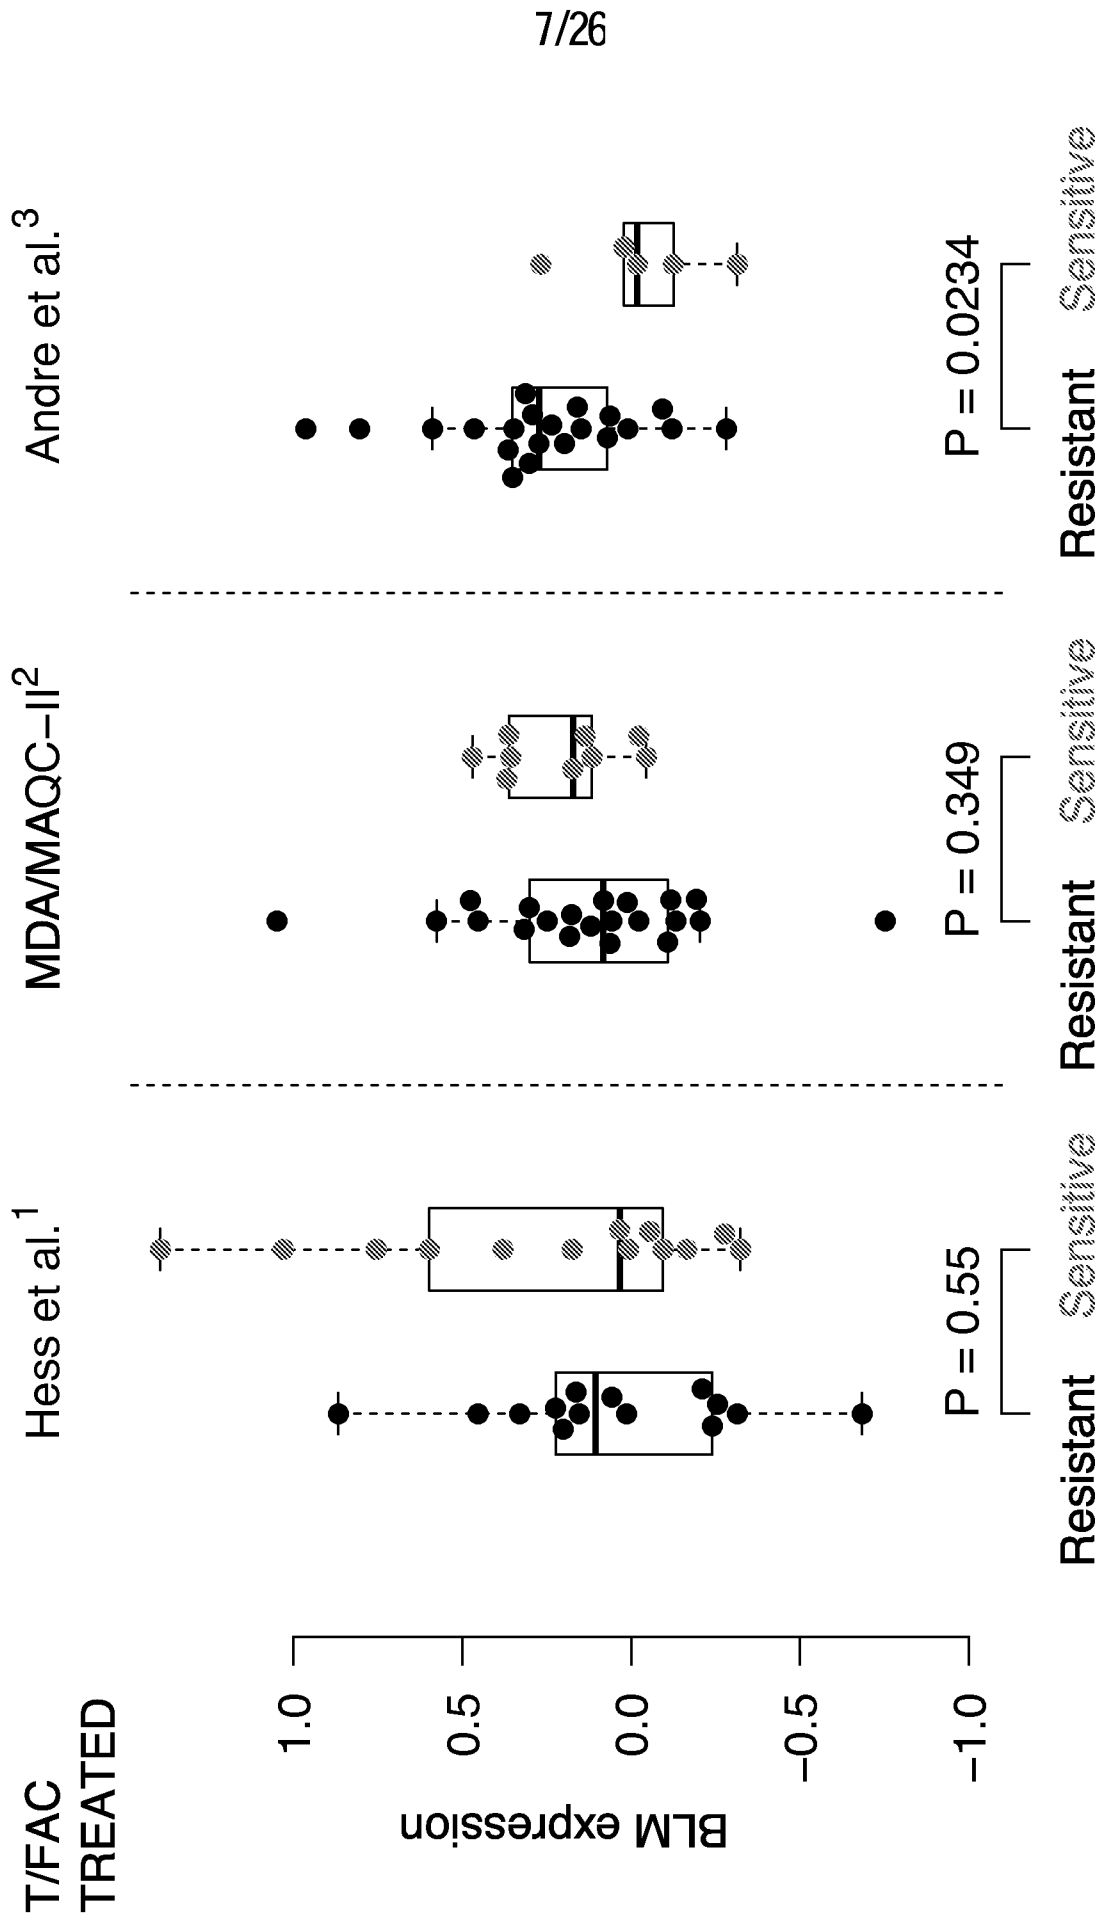 7/26
T/FAC
TREATED
Hess et al.1
MDA/MAQC−II2
Andre et al.3
BLM expression
1.0
0.5
0.0
−0.5
−1.0
P = 0.55
P = 0.349
P = 0.0234
Resistant Sensitive Resistant Sensitive Resistant Sensitive